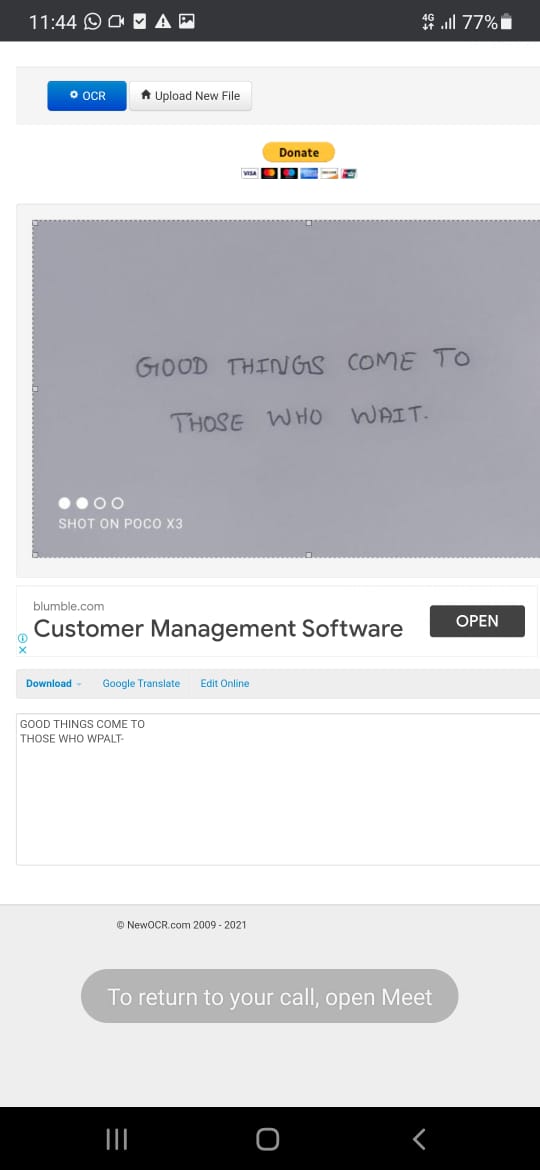 11:44
4G
77%
OCR
Upload New File
Donate
VISA
GOOD THINGS COME TO
THOSE WHO WAIT.
SHOT ON POCO X3
blumble.com
Customer Management Software
OPEN
Download
Google Translate
Edit Online
GOOD THINGS COME TO
THOSE WHO WPALT-
© NewOCR.com 2009 - 2021
To return to your call, open Meet